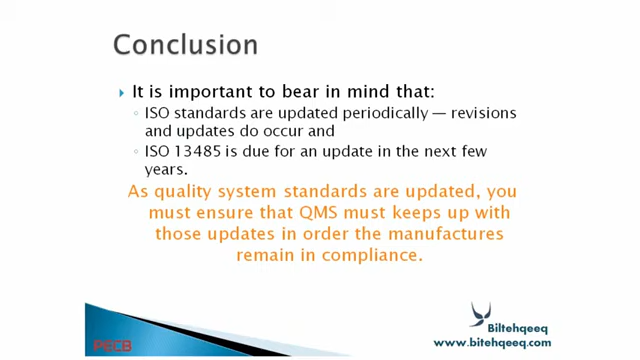 Conclusion
It is important to bear in mind that:
ISO standards are updated periodically — revisions
and updates do occur and
ISO 13485 is due for an update in the next few
years.
As quality system standards are updated, you
must ensure that QMS must keeps up with
those updates in order the manufactures
remain in compliance.
Biltehqeeq
www.bitehqeeq.com
PECB